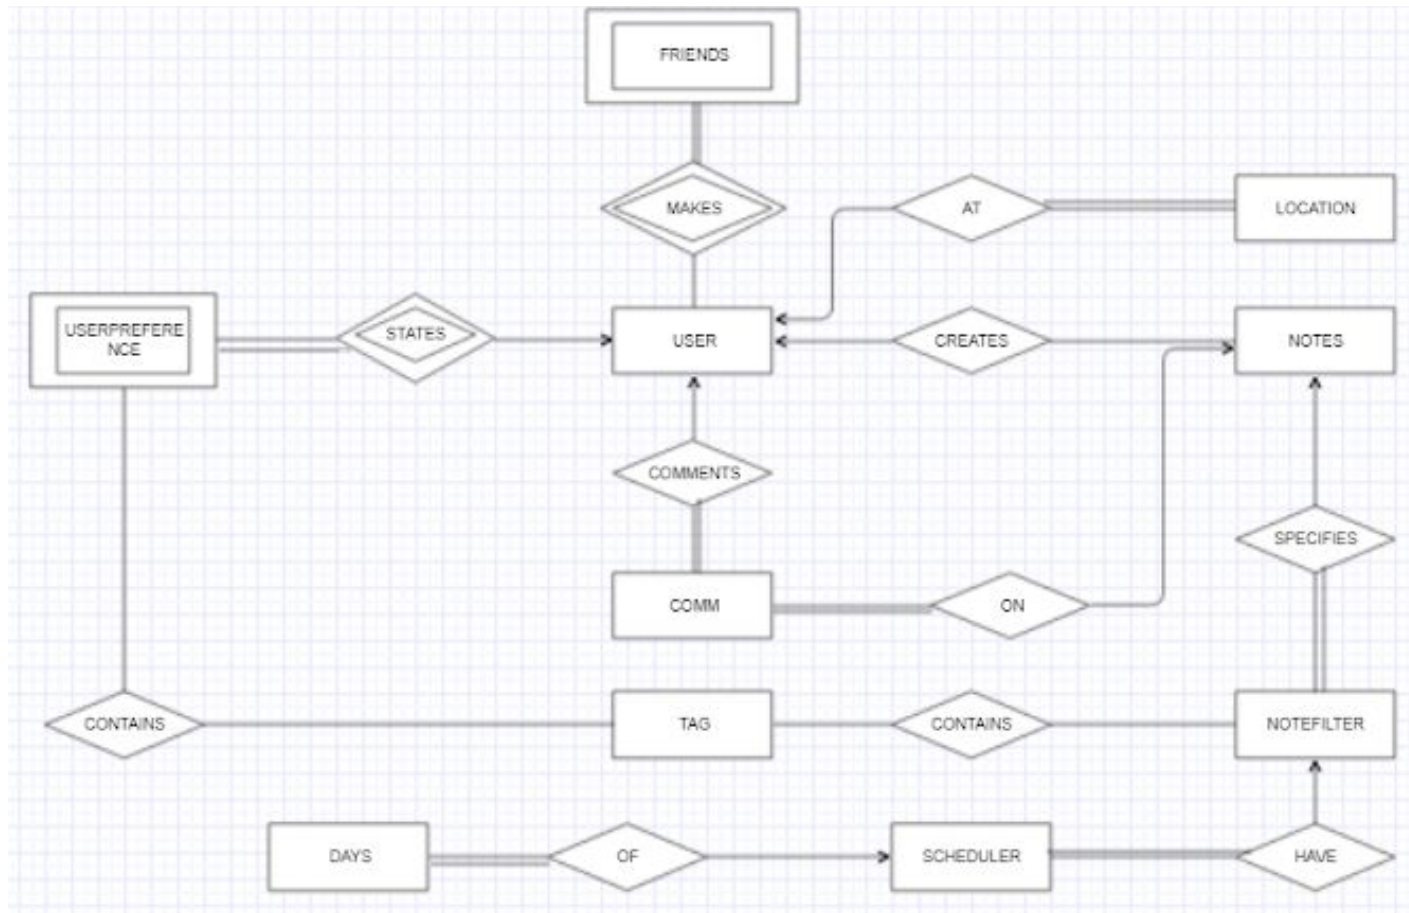 FRIENDS
MAKES
AT
LOCATION
USERPREFERE
NCE
STATES
USER
CREATES
NOTES
COMMENTS
SPECIFIES
COMM
ON
CONTAINS
TAG
CONTAINS
NOTEFILTER
DAYS
OF
SCHEDULER
HAVE